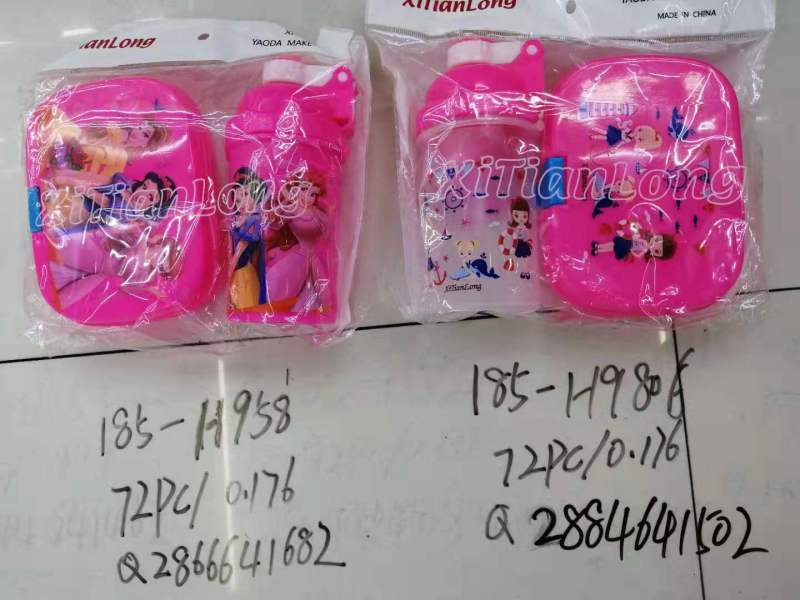 XiTianLong
YAODA MAKE
XiTianLong
XiTianLong
MADE IN CHINA
XiTianLong
XiTianLong
185-H958
72PC/0.176
Q2866641682
185-H980
72PC/0.176
Q2884641502